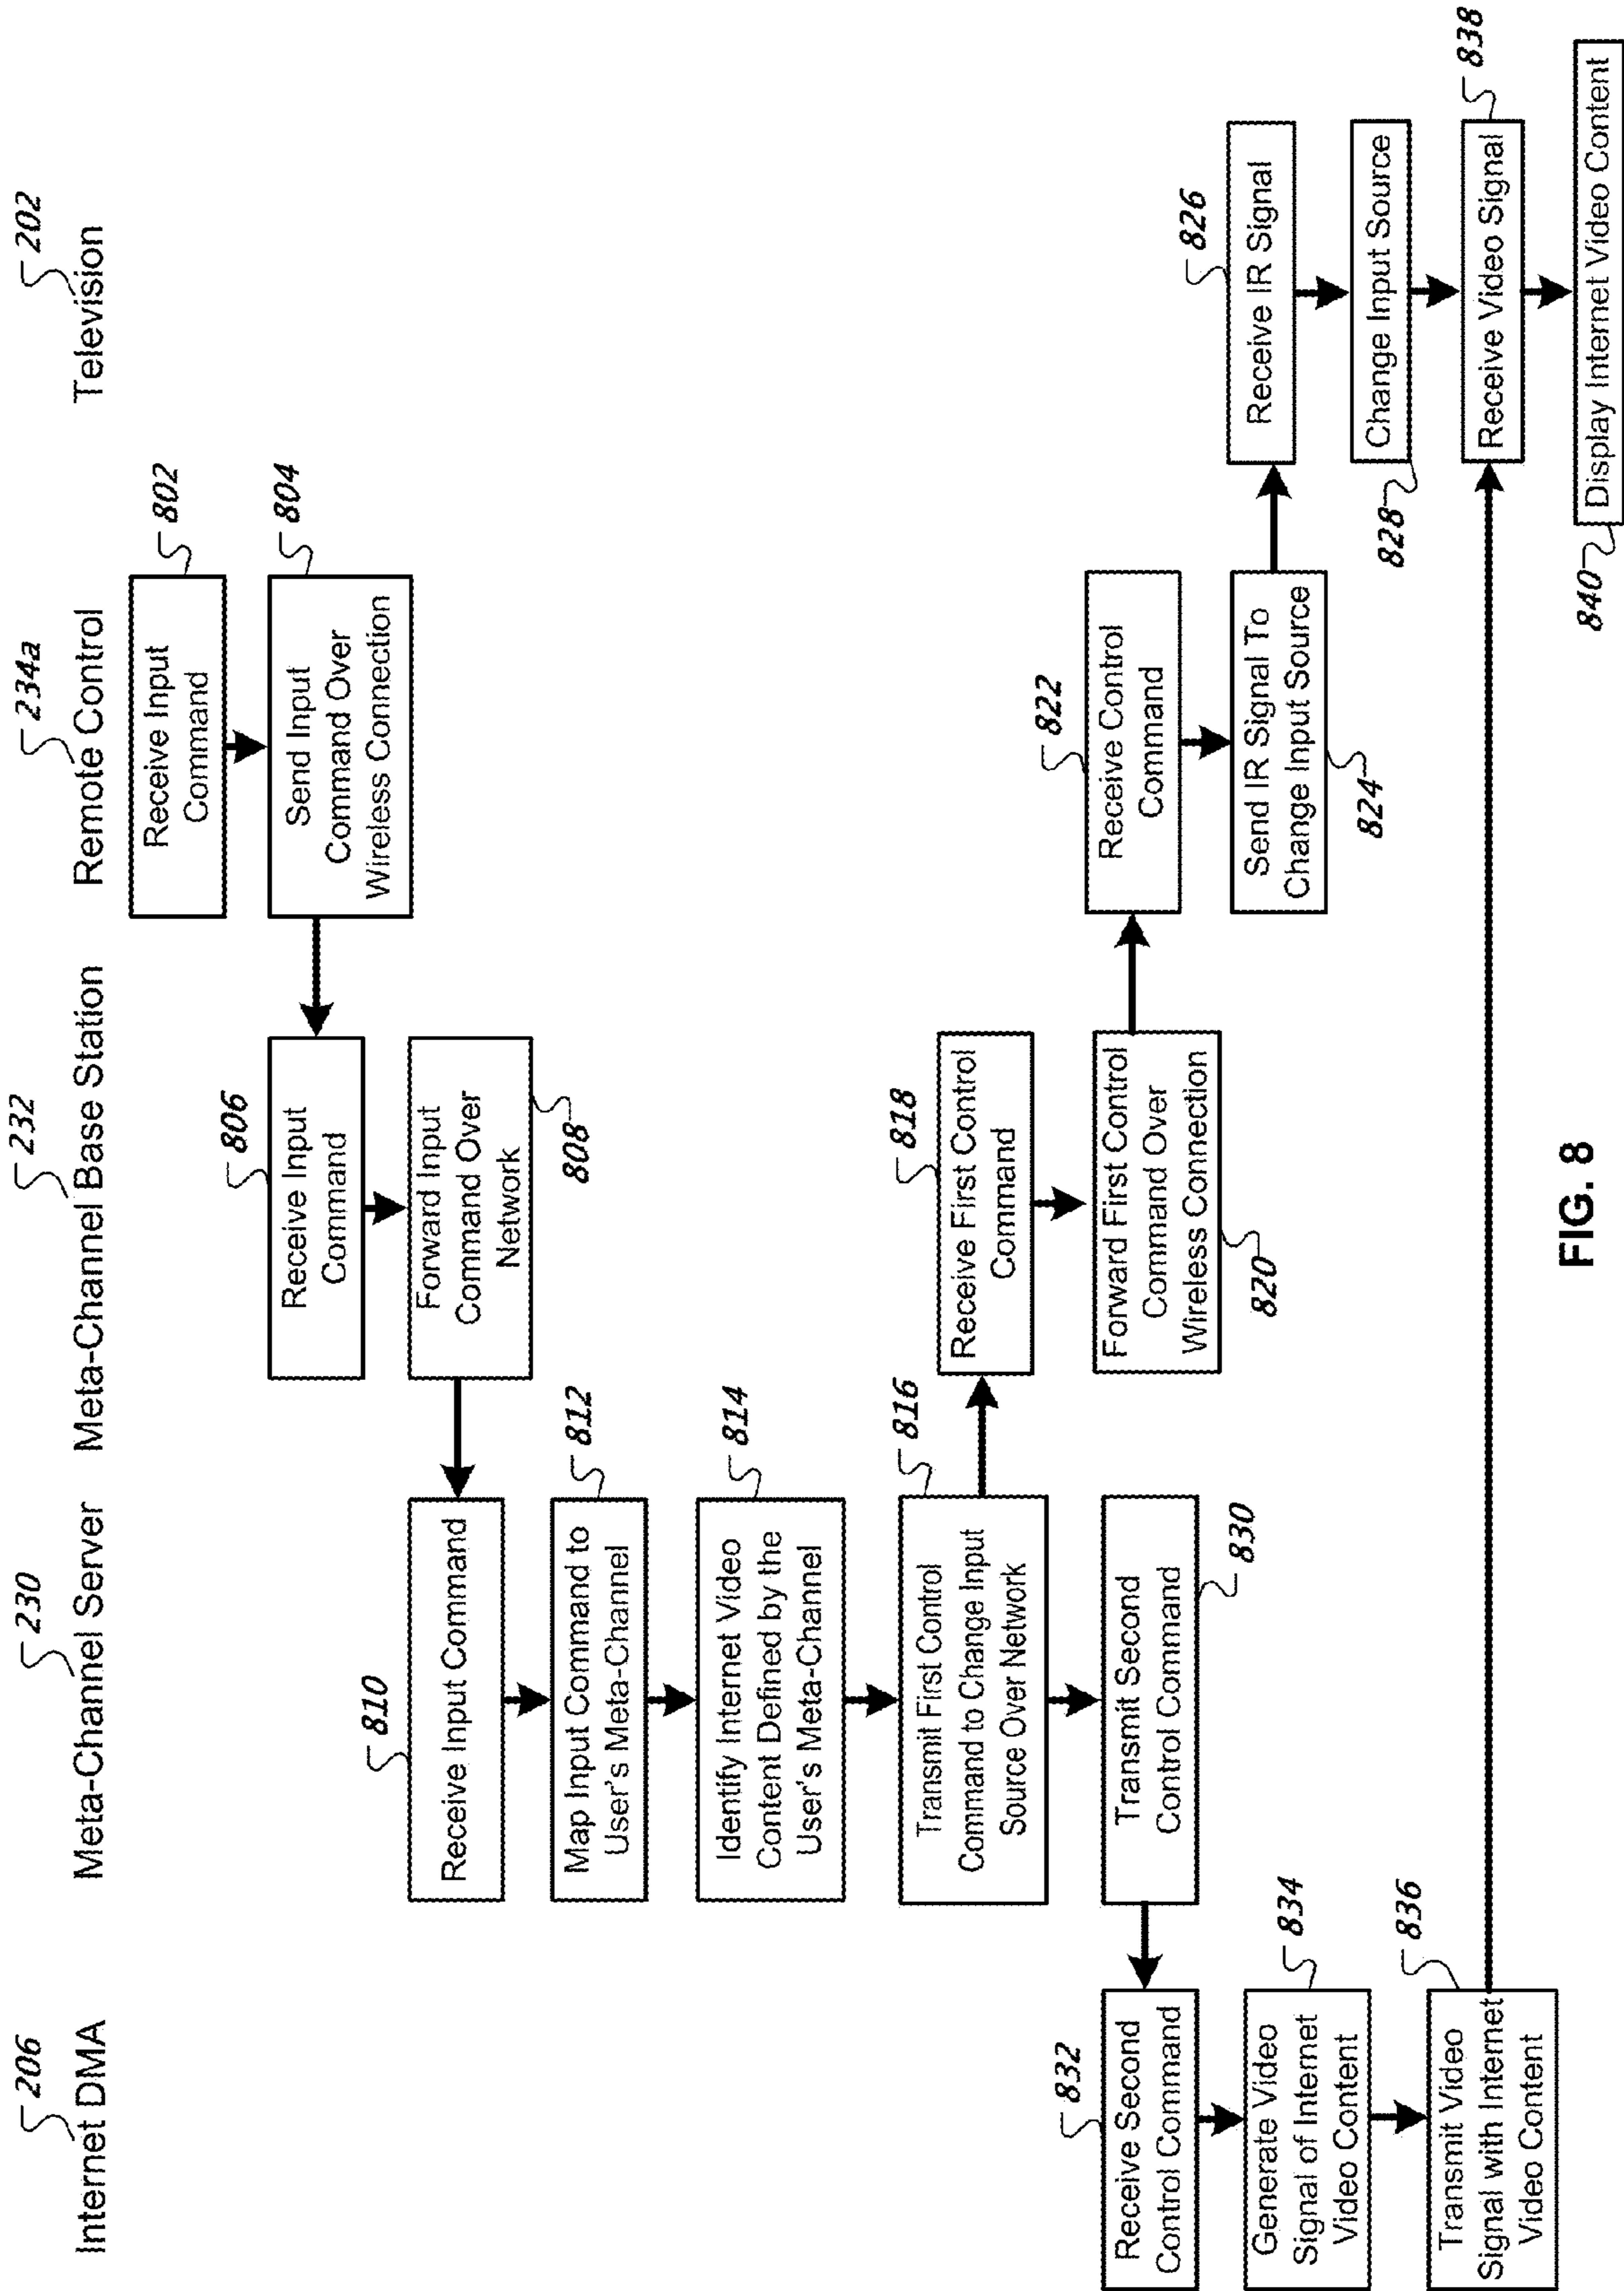 206
Internet DMA
230
Meta-Channel Server
232
Meta-Channel Base Station
234a
Remote Control
202
Television
Receive Input
Command
802
Send Input
Command Over
Wireless Connection
804
806
Receive Input
Command
Forward Input
Command Over
Network
808
810
Receive Input Command
Map Input Command to
User's Meta-Channel
812
Identify Internet Video
Content Defined by the
User's Meta-Channel
814
Transmit First Control
Command to Change Input
Source Over Network
816
818
Receive First Control
Command
Forward First Control
Command Over
Wireless Connection
820
822
Receive Control
Command
Send IR Signal To
Change Input Source
824
826
Receive IR Signal
Change Input Source
828
Transmit Second
Control Command
830
832
Receive Second
Control Command
Generate Video
Signal of Internet
Video Content
834
Transmit Video
Signal with Internet
Video Content
836
Receive Video Signal
838
Display Internet Video Content
840
FIG. 8